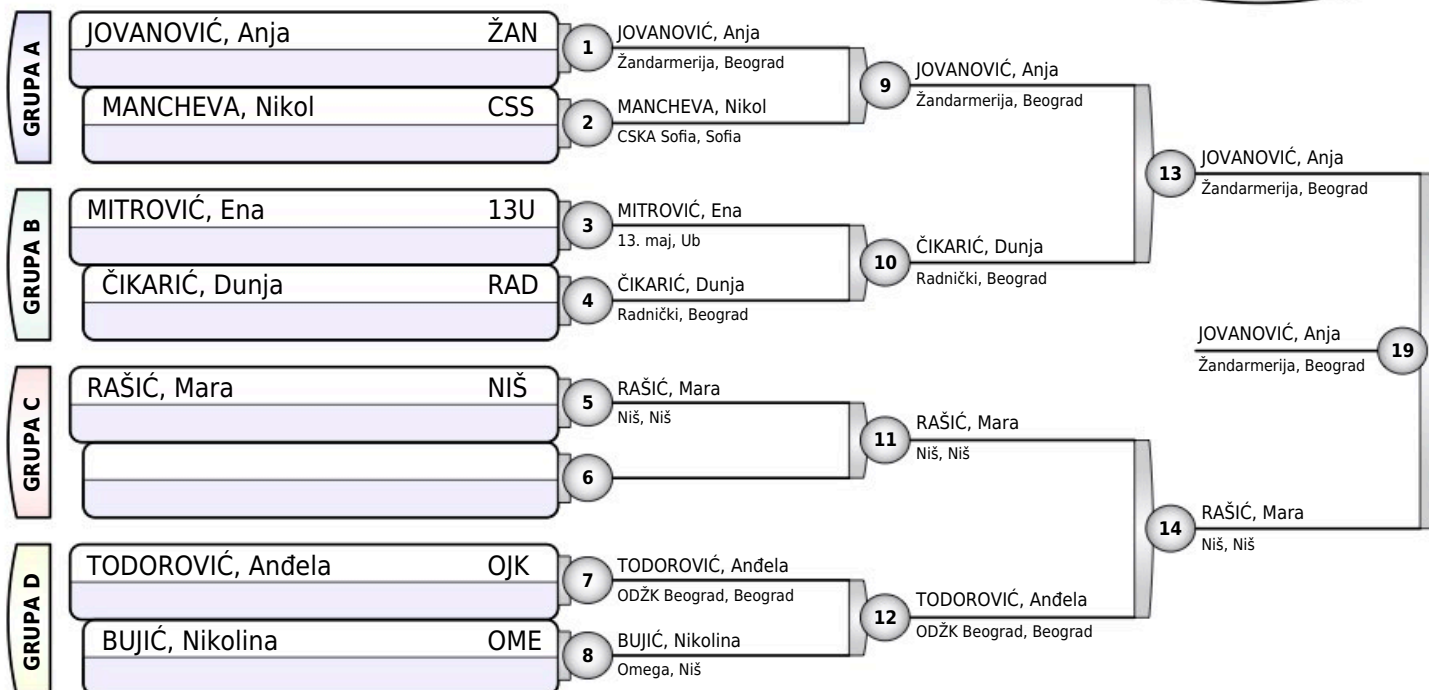 GRUPA A
JOVANOVIĆ, Anja ŽAN
MANCHEVA, Nikol CSS
GRUPA B
MITROVIĆ, Ena 13U
ČIKARIĆ, Dunja RAD
GRUPA C
RAŠIĆ, Mara NIŠ
GRUPA D
TODOROVIĆ, Anđela OJK
BUJIĆ, Nikolina OME
1
JOVANOVIĆ, Anja
Žandarmerija, Beograd
2
MANCHEVA, Nikol
CSKA Sofia, Sofia
3
MITROVIĆ, Ena
13. maj, Ub
4
ČIKARIĆ, Dunja
Radnički, Beograd
5
RAŠIĆ, Mara
Niš, Niš
6
7
TODOROVIĆ, Anđela
ODŽK Beograd, Beograd
8
BUJIĆ, Nikolina
Omega, Niš
9
JOVANOVIĆ, Anja
Žandarmerija, Beograd
10
ČIKARIĆ, Dunja
Radnički, Beograd
11
RAŠIĆ, Mara
Niš, Niš
12
TODOROVIĆ, Anđela
ODŽK Beograd, Beograd
13
JOVANOVIĆ, Anja
Žandarmerija, Beograd
14
RAŠIĆ, Mara
Niš, Niš
JOVANOVIĆ, Anja
Žandarmerija, Beograd
19